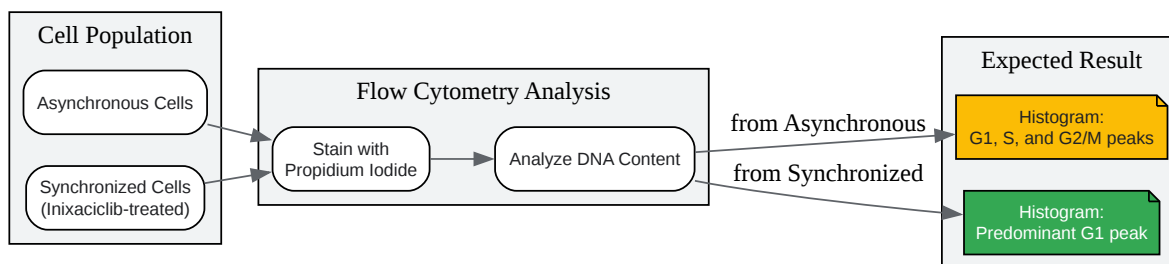 Cell Population
Asynchronous Cells
Synchronized Cells
(Inixaciclib-treated)
Flow Cytometry Analysis
Stain with
Propidium Iodide
Analyze DNA Content
from Asynchronous
from Synchronized
Expected Result
Histogram:
G1, S, and G2/M peaks
Histogram:
Predominant G1 peak